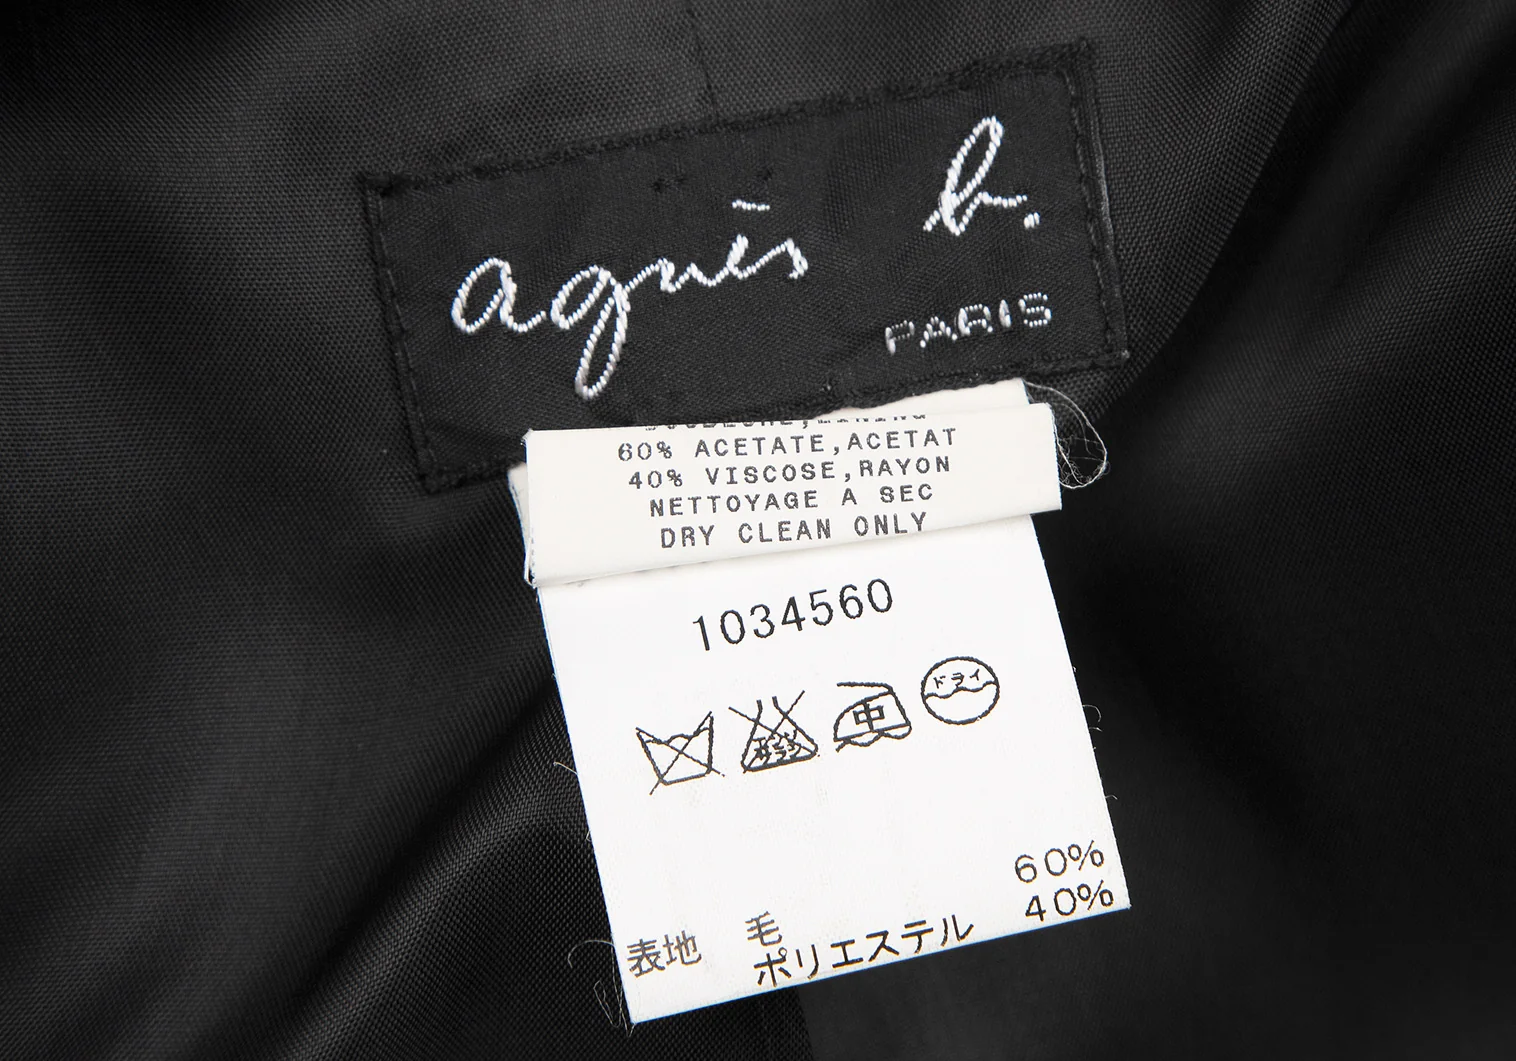 agnès b.
PARIS
60% ACETATE,ACETAT
40% VISCOSE,RAYON
NETTOYAGE A SEC
DRY CLEAN ONLY
1034560
中 ドライ
表地 毛 60%
ポリエステル 40%